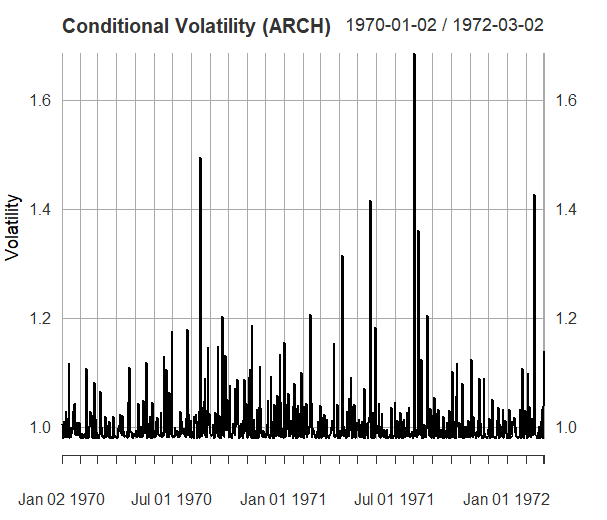 Conditional Volatility (ARCH) 1970-01-02 / 1972-03-02
1.6 1.6
1.4 1.4
1.2 1.2
1.0 1.0
Volatility
Jan 02 1970 Jul 01 1970 Jan 01 1971 Jul 01 1971 Jan 01 1972